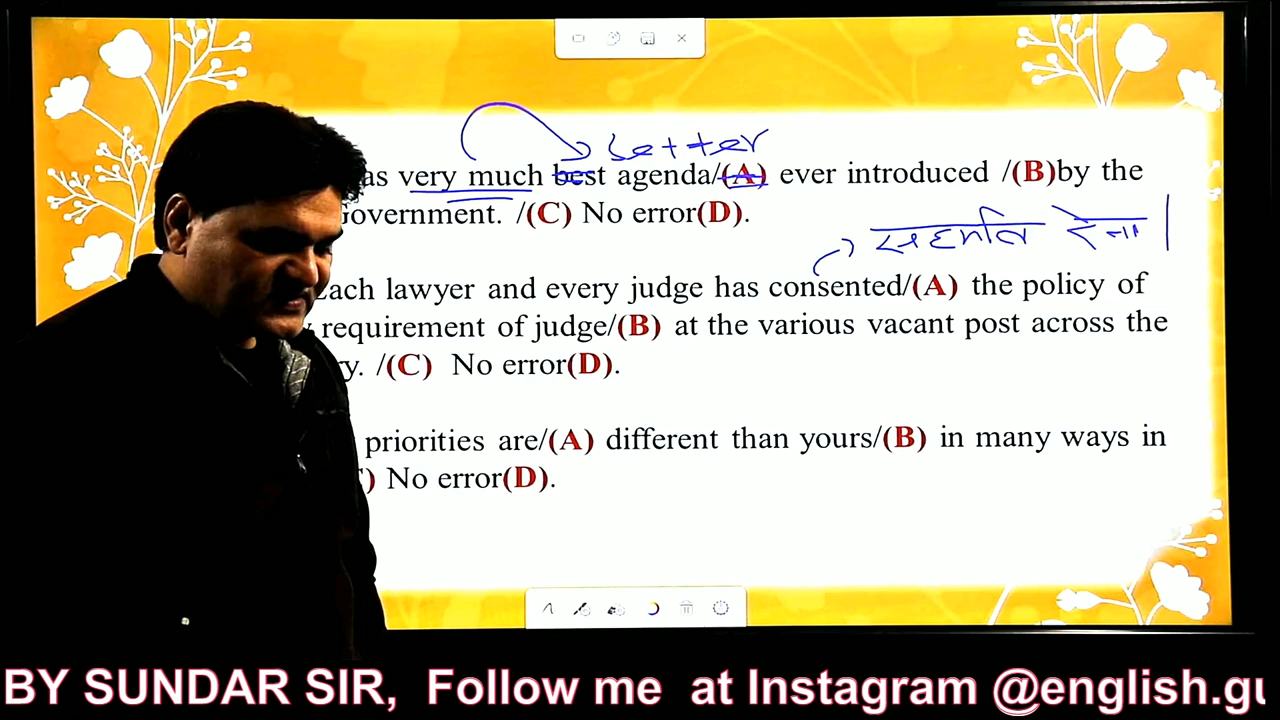 better
as very much best agenda/(A) ever introduced /(B)by the
Government. /(C) No error(D).
सहमति देना।
Each lawyer and every judge has consented/(A) the policy of
requirement of judge/(B) at the various vacant post across the
ry. /(C) No error(D).
priorities are/(A) different than yours/(B) in many ways in
) No error(D).
BY SUNDAR SIR, Follow me at Instagram @english.gu